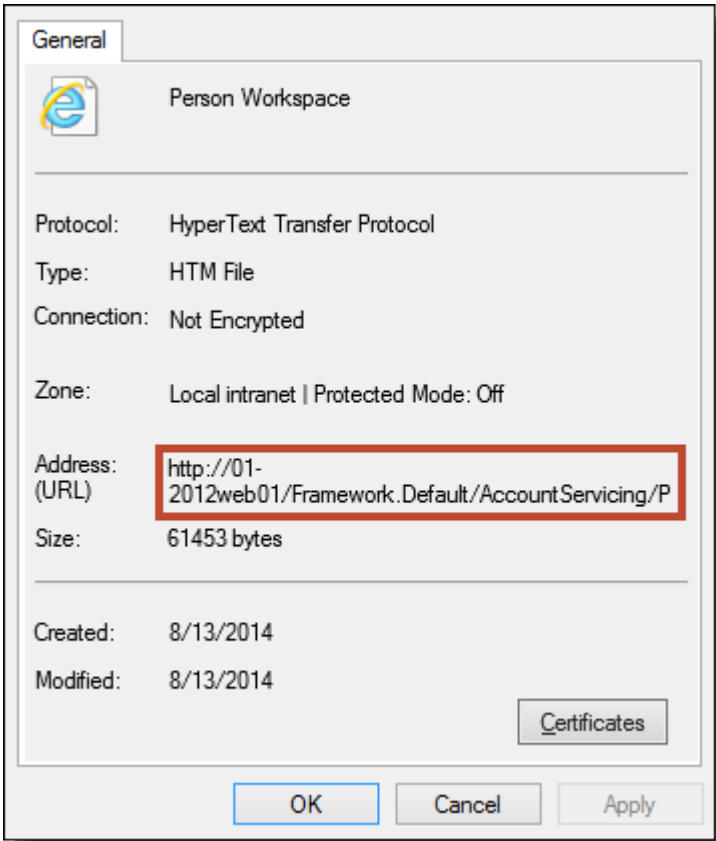 General
Person Workspace
Protocol: HyperText Transfer Protocol
Type: HTM File
Connection: Not Encrypted
Zone: Local intranet | Protected Mode: Off
Address: http://01-
(URL) 2012web01/Framework.Default/AccountServicing/P
Size: 61453 bytes
Created: 8/13/2014
Modified: 8/13/2014
Certificates
OK Cancel Apply